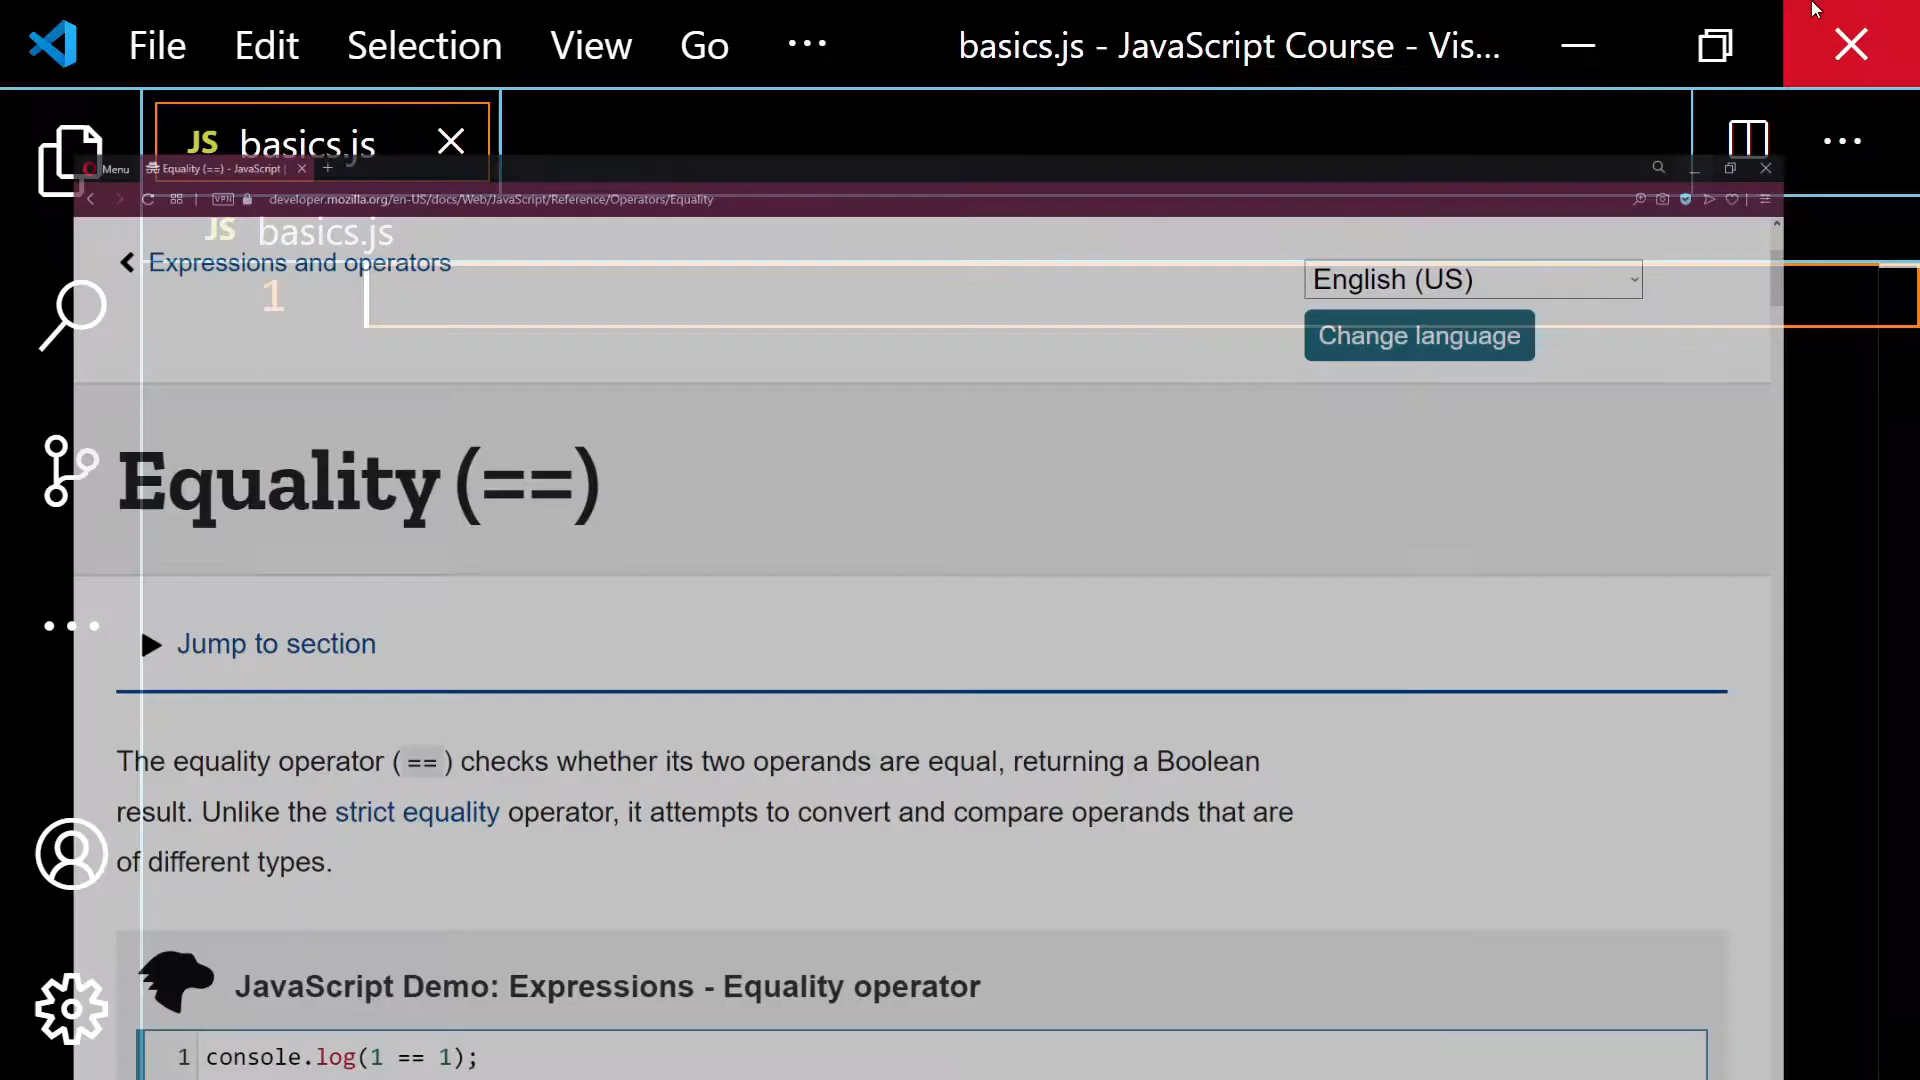 File Edit Selection View Go ... basics.js - JavaScript Course - Vis...
JS basics.js
Menu Equality (==) - JavaScript |
VPN developer.mozilla.org/en-US/docs/Web/JavaScript/Reference/Operators/Equality
JS basics.js
Expressions and operators
English (US)
1
Change language
Equality (==)
Jump to section
The equality operator (==) checks whether its two operands are equal, returning a Boolean
result. Unlike the strict equality operator, it attempts to convert and compare operands that are
of different types.
JavaScript Demo: Expressions - Equality operator
1 console.log(1 == 1);